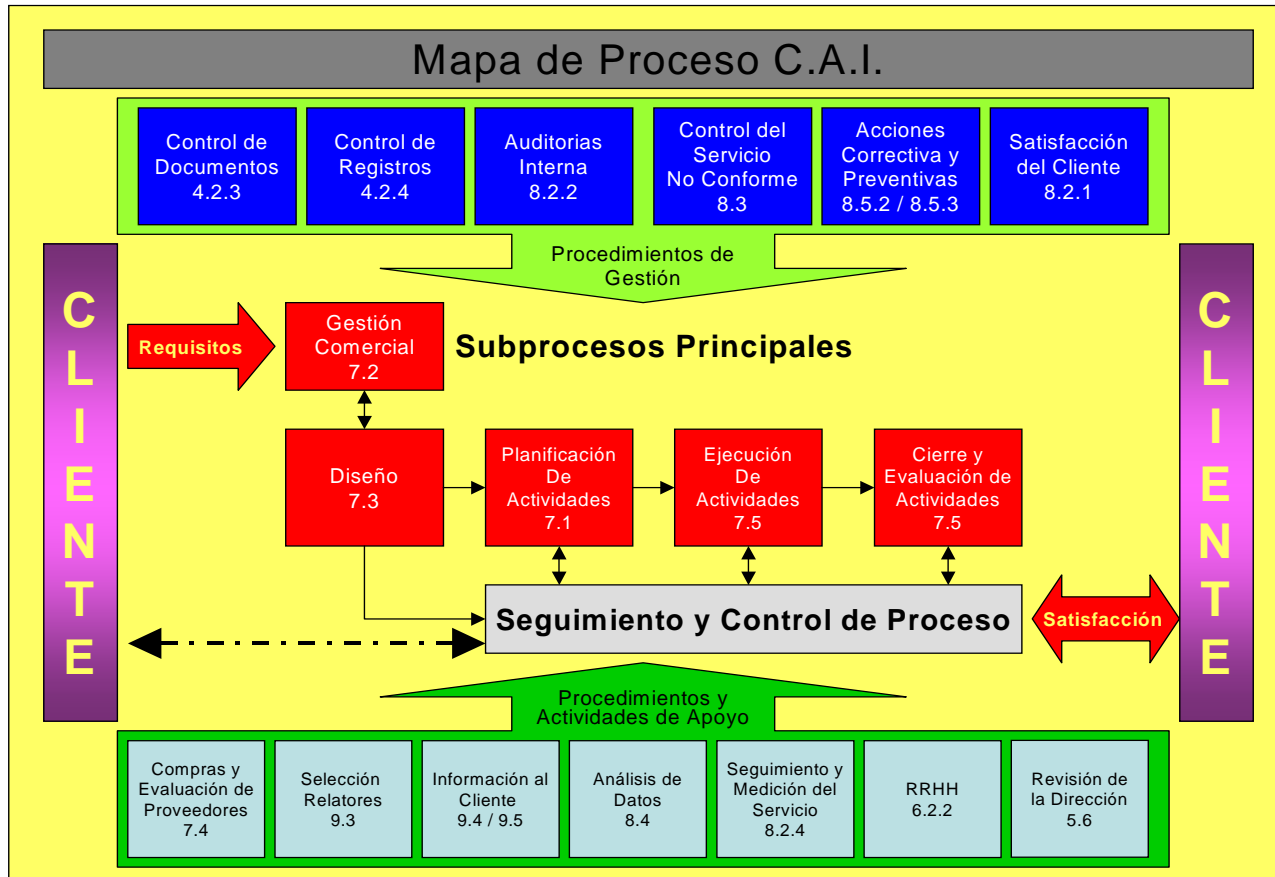 Mapa de Proceso C.A.I.
Control de
Documentos
4.2.3
Control de
Registros
4.2.4
Auditorias
Interna
8.2.2
Control del
Servicio
No Conforme
8.3
Acciones
Correctiva y
Preventivas
8.5.2 / 8.5.3
Satisfacción
del Cliente
8.2.1
Procedimientos de
Gestión
C
L
I
E
N
T
E
Requisitos
Gestión
Comercial
7.2
Subprocesos Principales
Diseño
7.3
Planificación
De
Actividades
7.1
Ejecución
De
Actividades
7.5
Cierre y
Evaluación de
Actividades
7.5
Seguimiento y Control de Proceso
Satisfacción
C
L
I
E
N
T
E
Procedimientos y
Actividades de Apoyo
Compras y
Evaluación de
Proveedores
7.4
Selección
Relatores
9.3
Información al
Cliente
9.4 / 9.5
Análisis de
Datos
8.4
Seguimiento y
Medición del
Servicio
8.2.4
RRHH
6.2.2
Revisión de
la Dirección
5.6